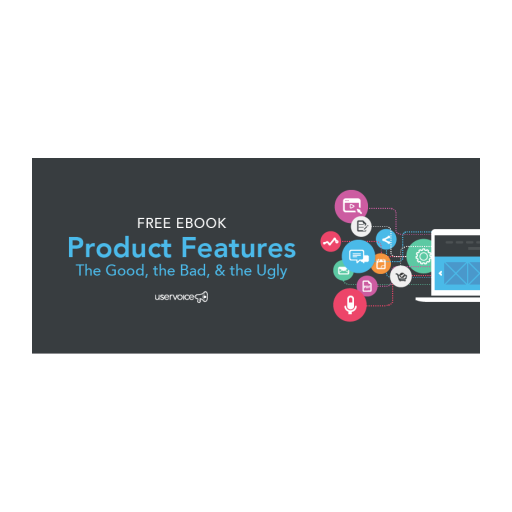 FREE EBOOK
Product Features
The Good, the Bad, & the Ugly
uservoice